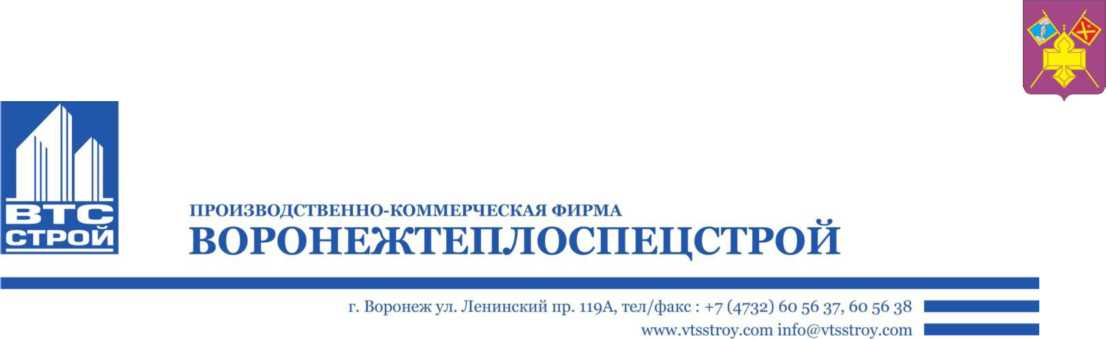 ВТС
СТРОЙ
ПРОИЗВОДСТВЕННО-КОММЕРЧЕСКАЯ ФИРМА
ВОРОНЕЖТЕПЛОСПЕЦСТРОЙ
г. Воронеж ул. Ленинский пр. 119А, тел/факс : +7 (4732) 60 56 37, 60 56 38
www.vtsstroy.com info@vtsstroy.com